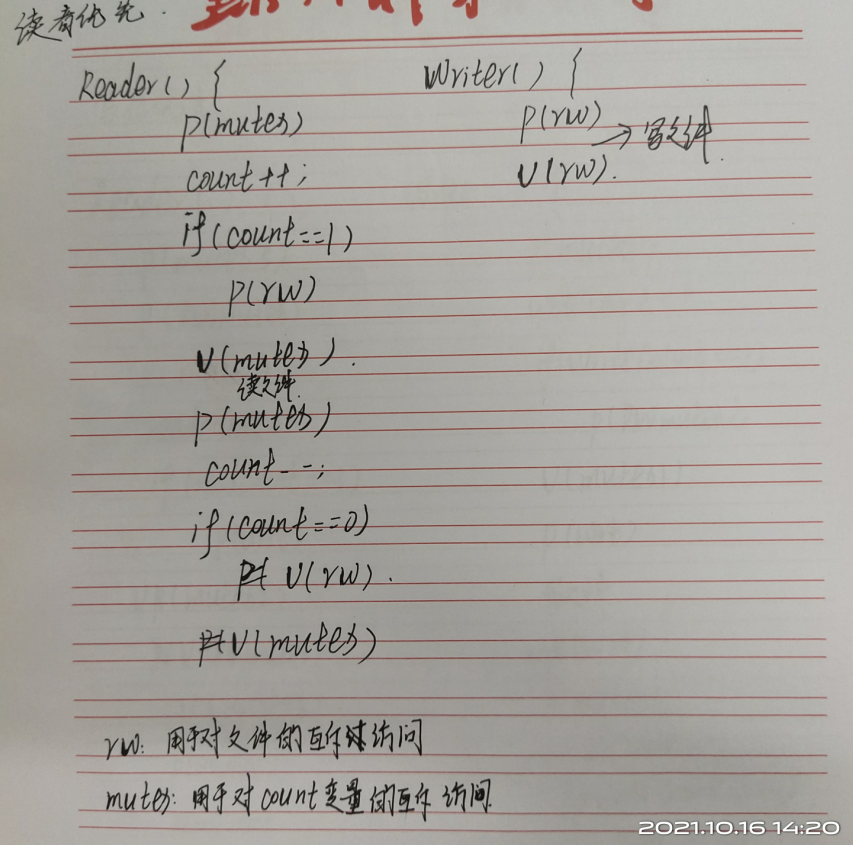 读者优先.
Reader() {
P(mutex)
count++;
if(count==1)
P(rw)
V(mutex).
读文件
P(mutex)
count--;
if(count==0)
V(rw).
V(mutex)
Writer() {
P(rw)
→ 写文件.
V(rw).
rw: 用于对文件的互斥访问
mutex: 用于对count变量的互斥访问
2021.10.16 14:20